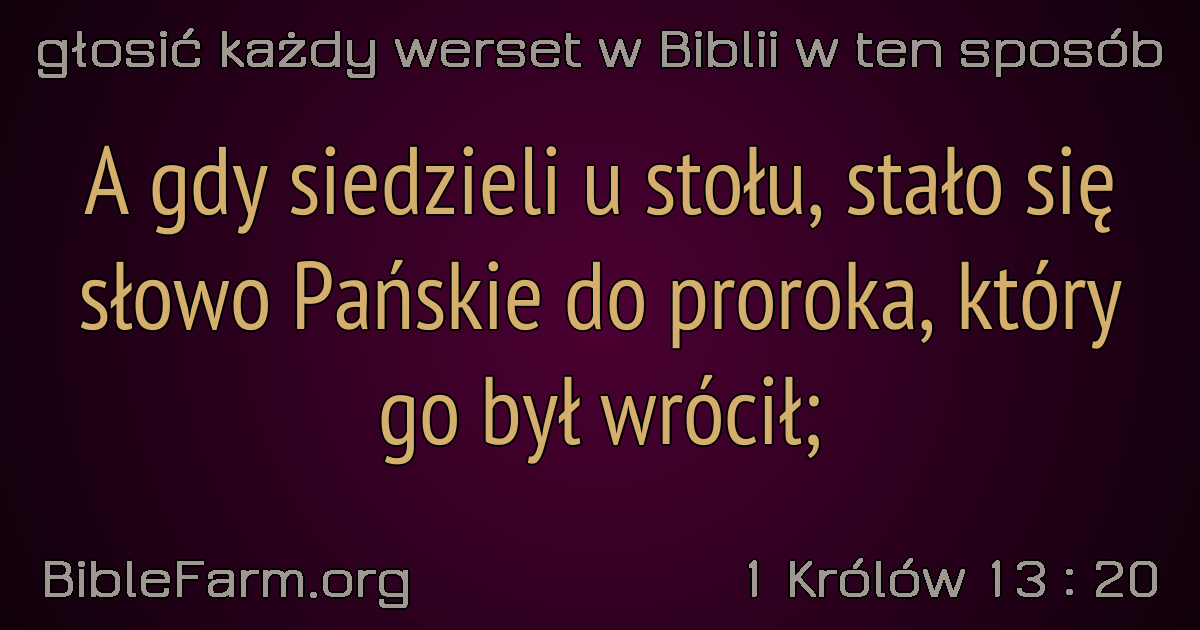 głosić każdy werset w Biblii w ten sposób
A gdy siedzieli u stołu, stało się
słowo Pańskie do proroka, który
go był wrócił;
BibleFarm.org
1 Królów 13 : 20